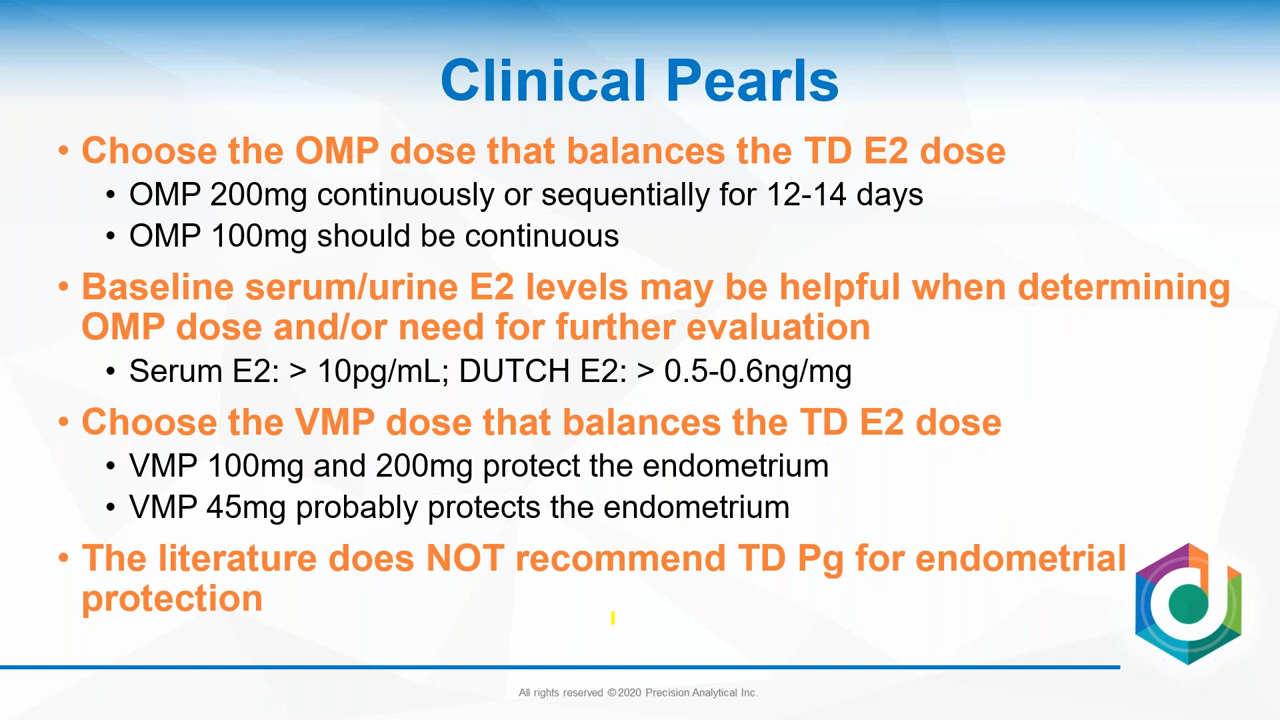 Clinical Pearls
• Choose the OMP dose that balances the TD E2 dose
• OMP 200mg continuously or sequentially for 12-14 days
• OMP 100mg should be continuous
• Baseline serum/urine E2 levels may be helpful when determining
OMP dose and/or need for further evaluation
• Serum E2: > 10pg/mL; DUTCH E2: > 0.5-0.6ng/mg
• Choose the VMP dose that balances the TD E2 dose
• VMP 100mg and 200mg protect the endometrium
• VMP 45mg probably protects the endometrium
• The literature does NOT recommend TD Pg for endometrial
protection
All rights reserved ©2020 Precision Analytical Inc.